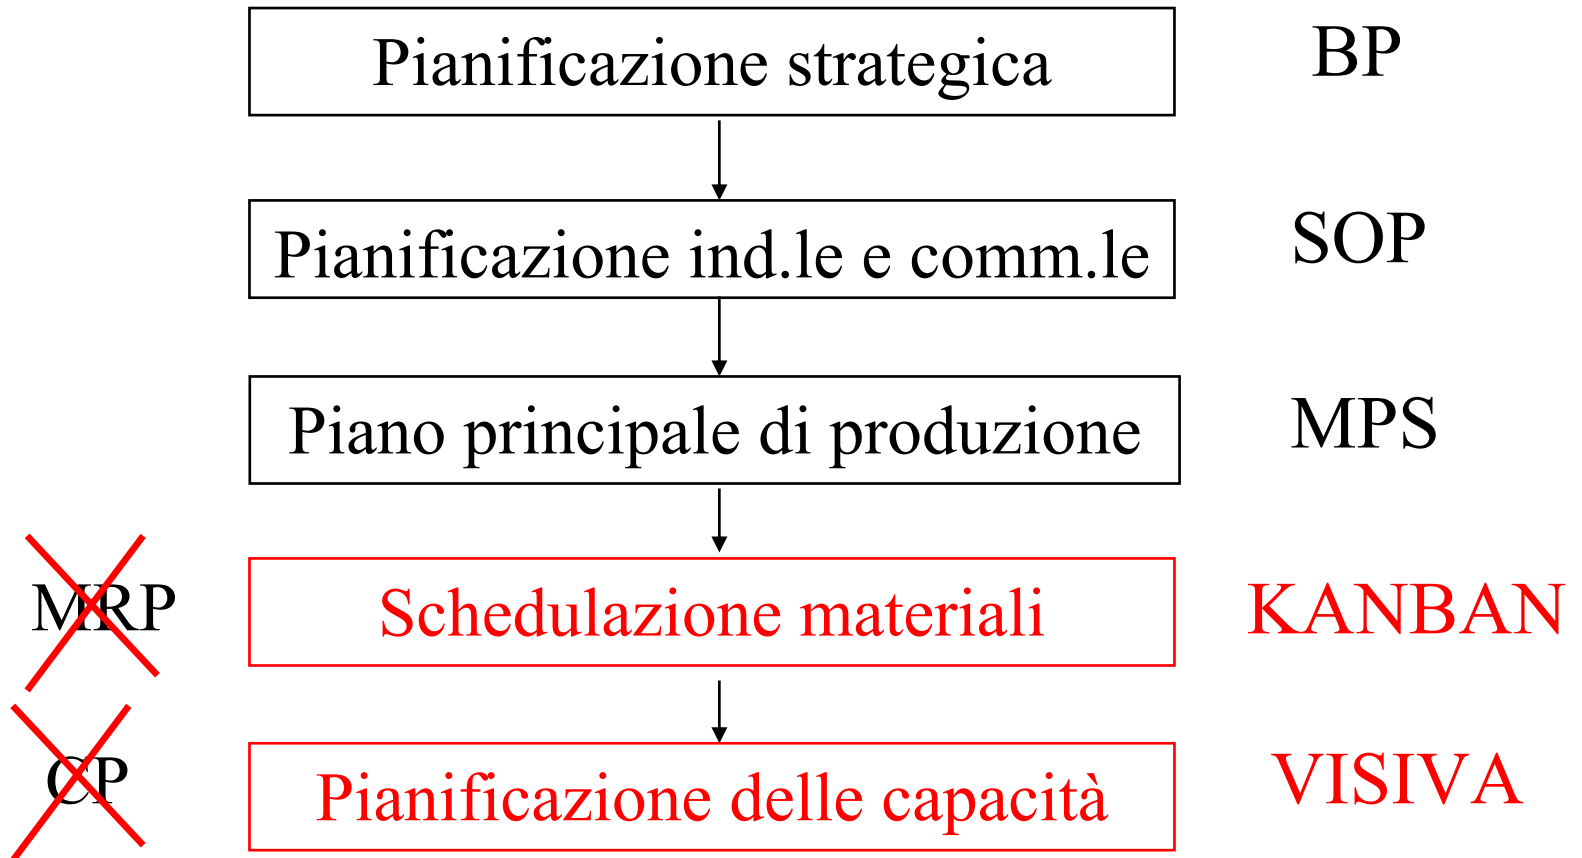 Pianificazione strategica
BP
Pianificazione ind.le e comm.le
SOP
Piano principale di produzione
MPS
MRP
Schedulazione materiali
KANBAN
CP
Pianificazione delle capacità
VISIVA